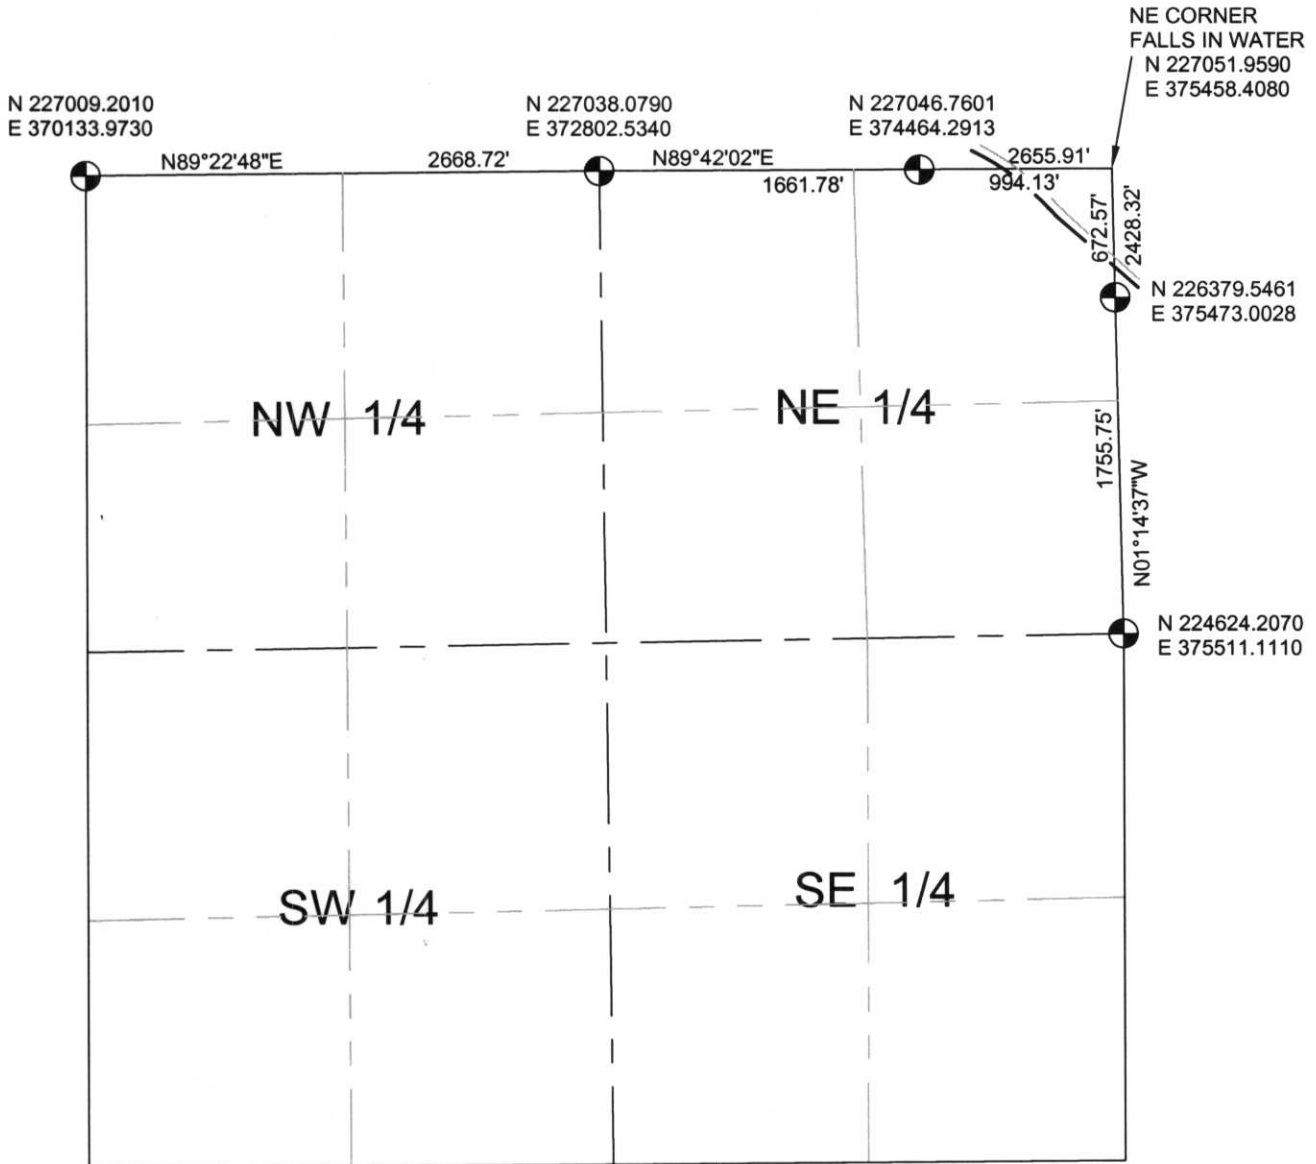 NE CORNER
FALLS IN WATER
N 227051.9590
E 375458.4080
N 227009.2010
E 370133.9730
N 227038.0790
E 372802.5340
N 227046.7601
E 374464.2913
N89°22'48"E
2668.72'
N89°42'02"E
2655.91'
1661.78'
994.13'
672.57'
2428.32'
N 226379.5461
E 375473.0028
NW 1/4
NE 1/4
1755.75'
N01°14'37"W
N 224624.2070
E 375511.1110
SW 1/4
SE 1/4